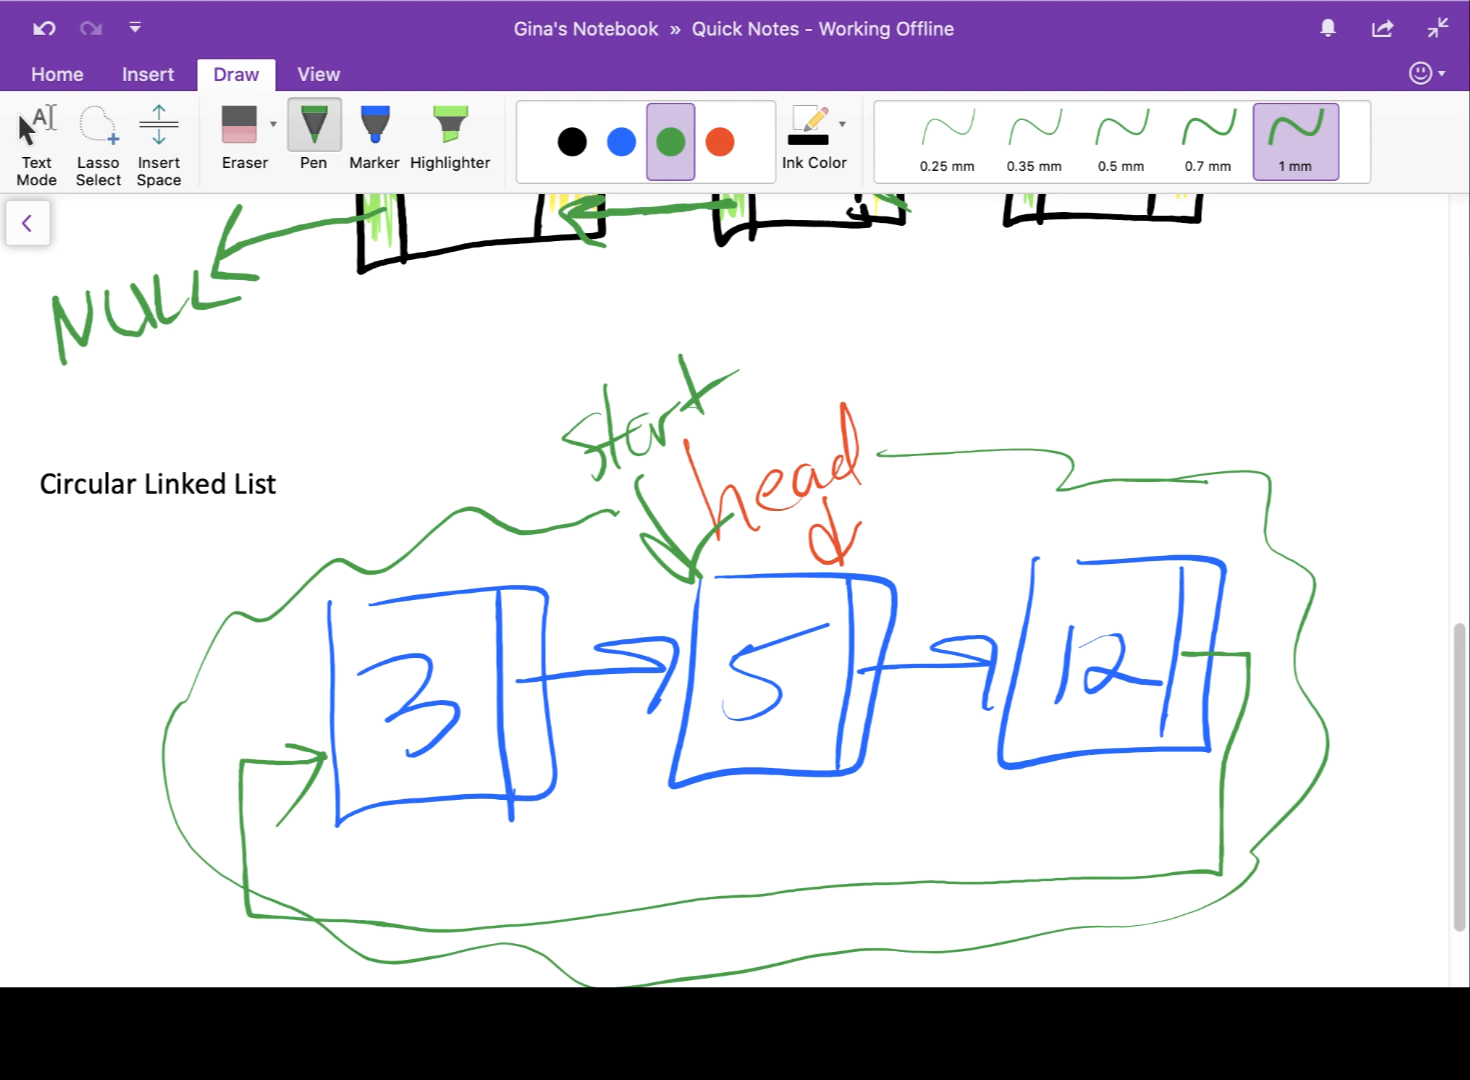 Gina's Notebook » Quick Notes - Working Offline
Home Insert Draw View
Text Mode
Lasso Select
Insert Space
Eraser
Pen
Marker
Highlighter
Ink Color
0.25 mm
0.35 mm
0.5 mm
0.7 mm
1 mm
NULL
start
head
Circular Linked List
3 5 12